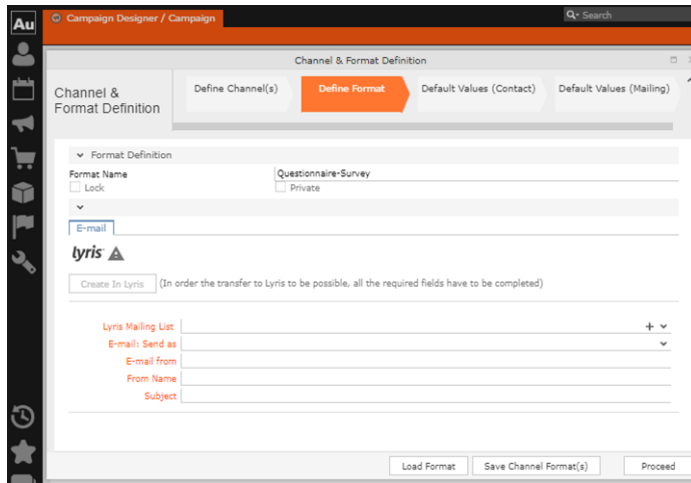 Au
Campaign Designer / Campaign
Search
Channel & Format Definition
Channel &
Format Definition
Define Channel(s)
Define Format
Default Values (Contact)
Default Values (Mailing)
Format Definition
Format Name
Questionnaire-Survey
Lock
Private
E-mail
lyris
Create In Lyris
(In order the transfer to Lyris to be possible, all the required fields have to be completed)
Lyris Mailing List
E-mail: Send as
E-mail from
From Name
Subject
Load Format
Save Channel Format(s)
Proceed